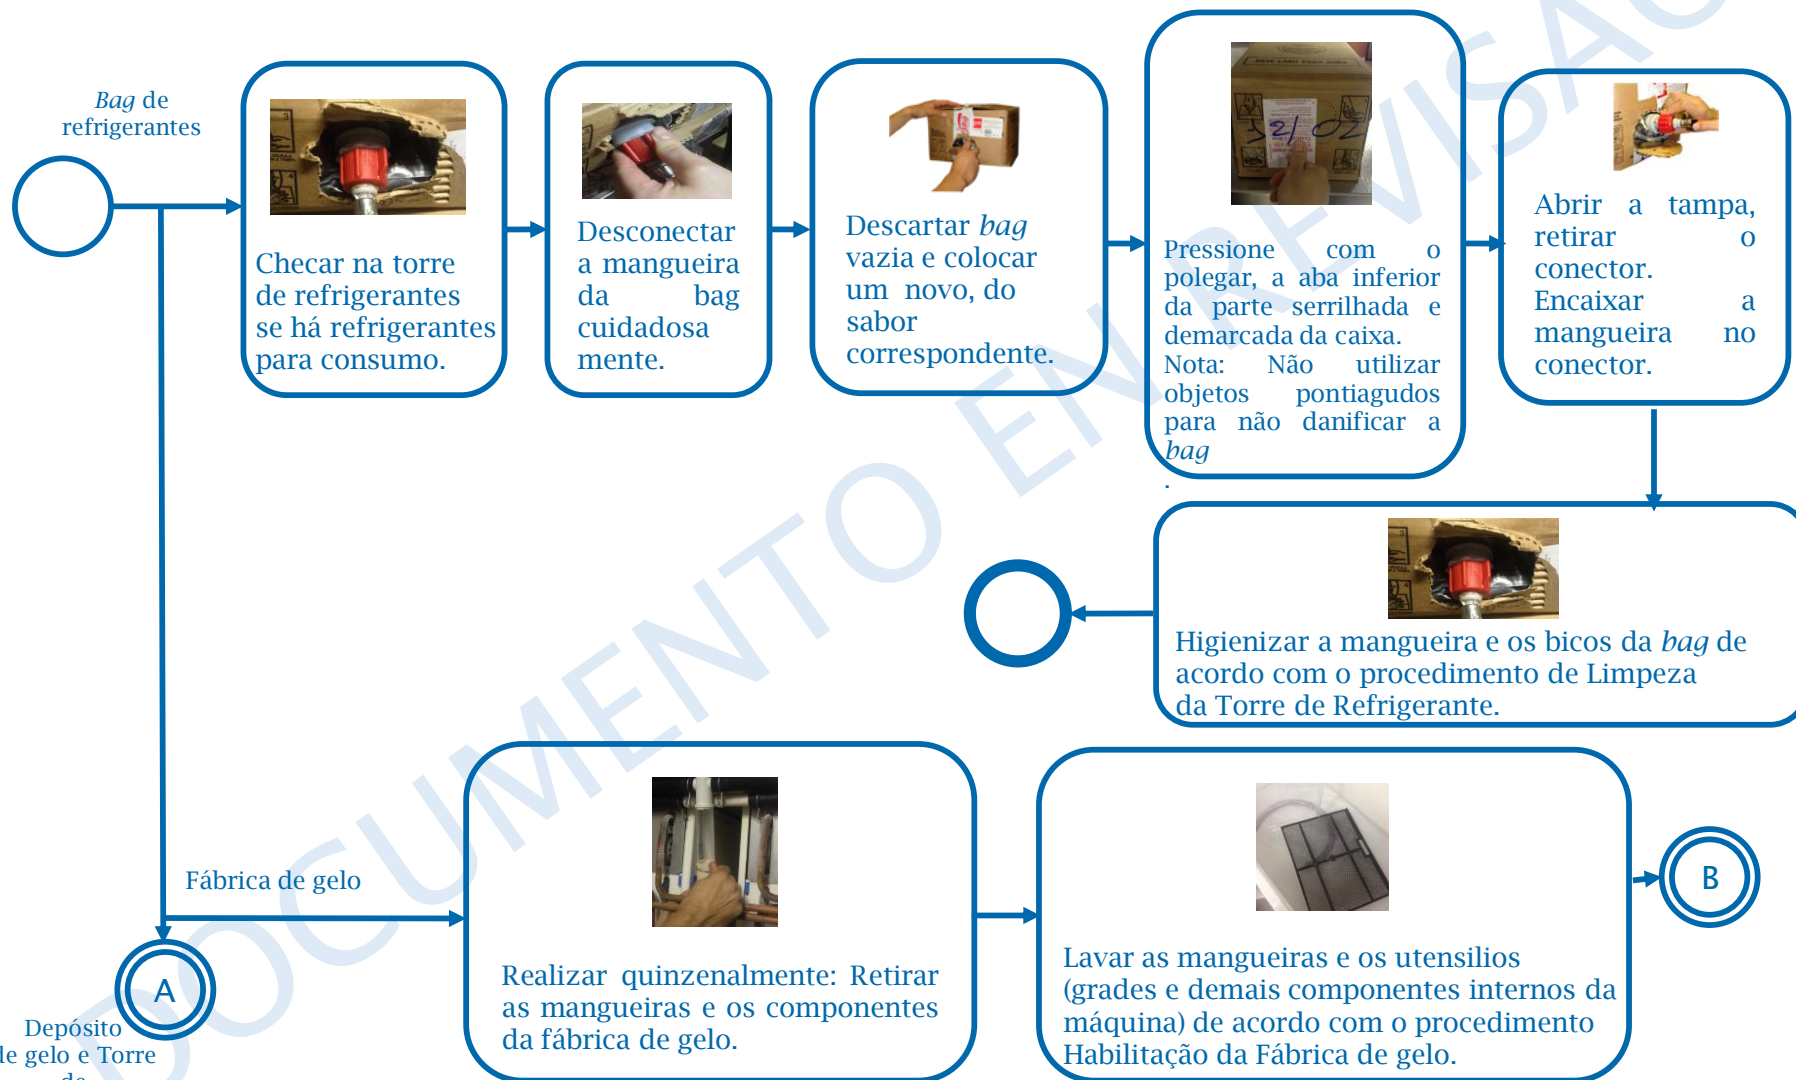 Bag de
refrigerantes
Checar na torre
de refrigerantes
se há refrigerantes
para consumo.
Desconectar
a mangueira
da bag
cuidadosa
mente.
Descartar bag
vazia e colocar
um novo, do
sabor
correspondente.
32/02
Pressione com o
polegar, a aba inferior
da parte serrilhada e
demarcada da caixa.
Nota: Não utilizar
objetos pontiagudos
para não danificar a
bag
.
Abrir a tampa,
retirar o
conector.
Encaixar a
mangueira no
conector.
Higienizar a mangueira e os bicos da bag de
acordo com o procedimento de Limpeza
da Torre de Refrigerante.
Fábrica de gelo
A
Depósito
de gelo e Torre
de
Realizar quinzenalmente: Retirar
as mangueiras e os componentes
da fábrica de gelo.
Lavar as mangueiras e os utensilios
(grades e demais componentes internos da
máquina) de acordo com o procedimento
Habilitação da Fábrica de gelo.
B
DOCUMENTO EN REVISÃO